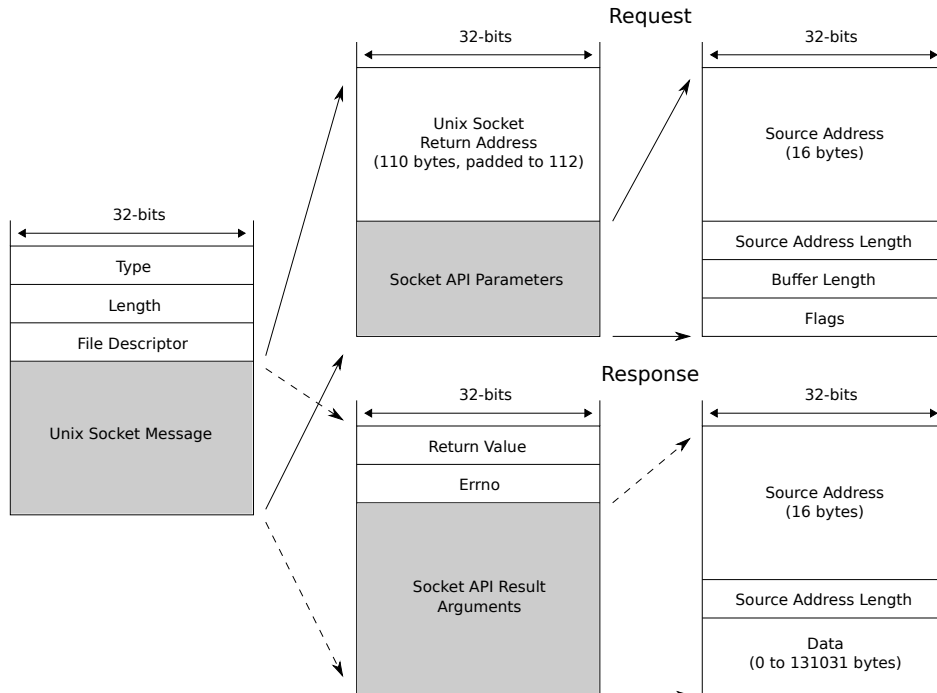 Request
32-bits
Unix Socket
Return Address
(110 bytes, padded to 112)
Socket API Parameters
32-bits
Source Address
(16 bytes)
Source Address Length
Buffer Length
Flags
32-bits
Type
Length
File Descriptor
Unix Socket Message
Response
32-bits
Return Value
Errno
Socket API Result
Arguments
32-bits
Source Address
(16 bytes)
Source Address Length
Data
(0 to 131031 bytes)